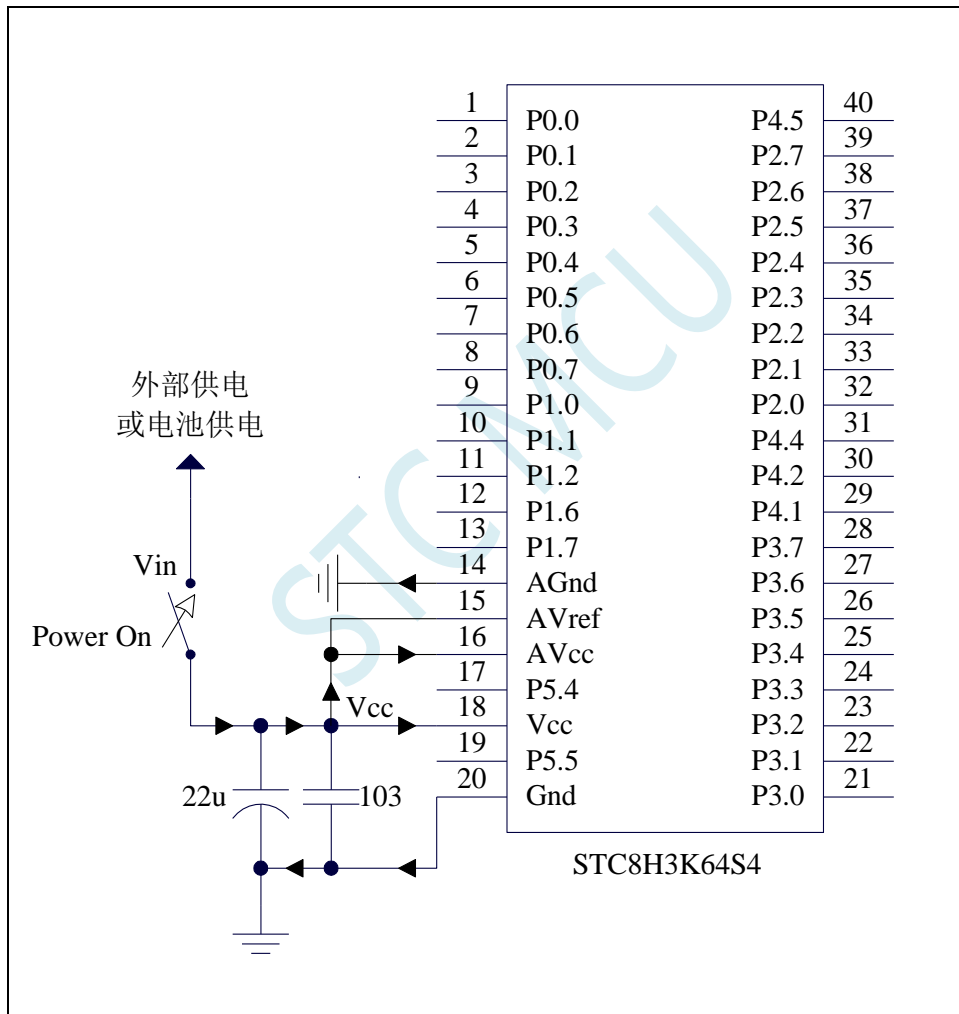 1 P0.0 P4.5 40
2 P0.1 P2.7 39
3 P0.2 P2.6 38
4 P0.3 P2.5 37
5 P0.4 P2.4 36
6 P0.5 P2.3 35
7 P0.6 P2.2 34
8 P0.7 P2.1 33
9 P1.0 P2.0 32
10 P1.1 P4.4 31
11 P1.2 P4.2 30
12 P1.6 P4.1 29
13 P1.7 P3.7 28
14 AGnd P3.6 27
15 AVref P3.5 26
16 AVcc P3.4 25
17 P5.4 P3.3 24
18 Vcc P3.2 23
19 P5.5 P3.1 22
20 Gnd P3.0 21
外部供电
或电池供电
Vin
Power On
Vcc
22u
103
STC8H3K64S4
STC MCU